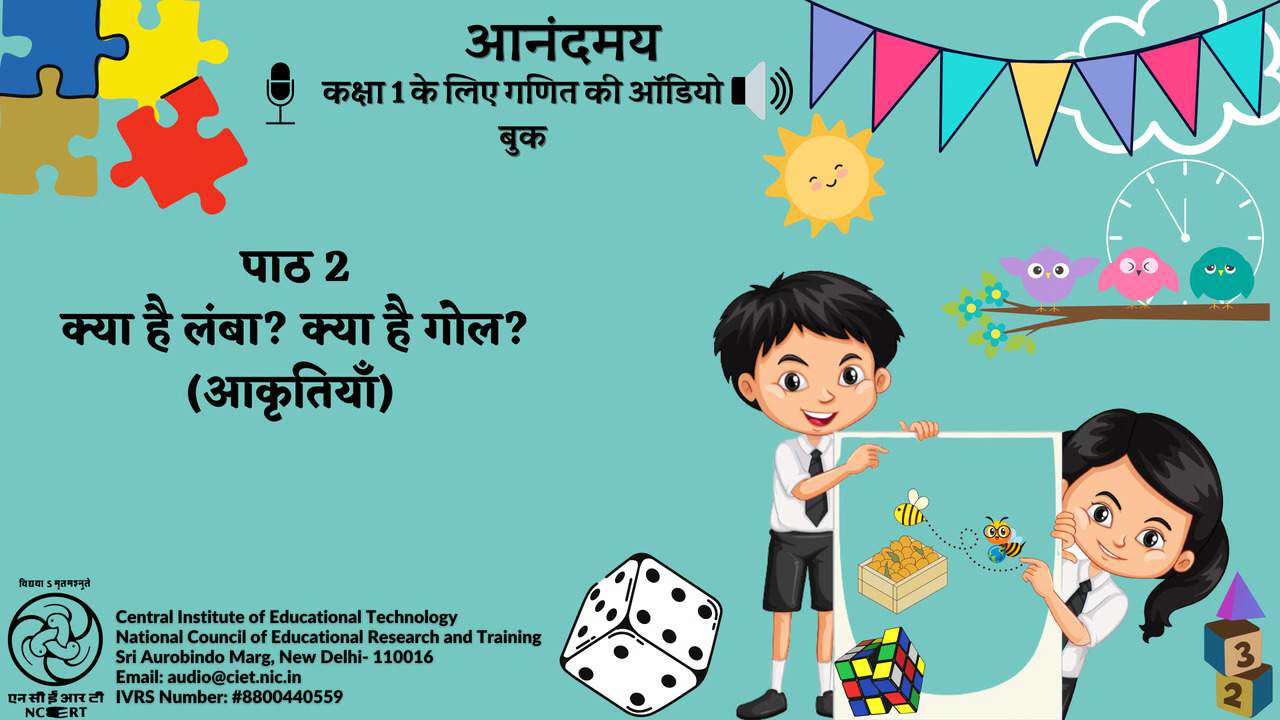 आनंदमय
कक्षा 1 के लिए गणित की ऑडियो
बुक
पाठ 2
क्या है लंबा? क्या है गोल?
(आकृतियाँ)
विद्यया ऽ मृतमश्नुते
एन सी ई आर टी
NCERT
Central Institute of Educational Technology
National Council of Educational Research and Training
Sri Aurobindo Marg, New Delhi- 110016
Email: audio@ciet.nic.in
IVRS Number: #8800440559
3
2